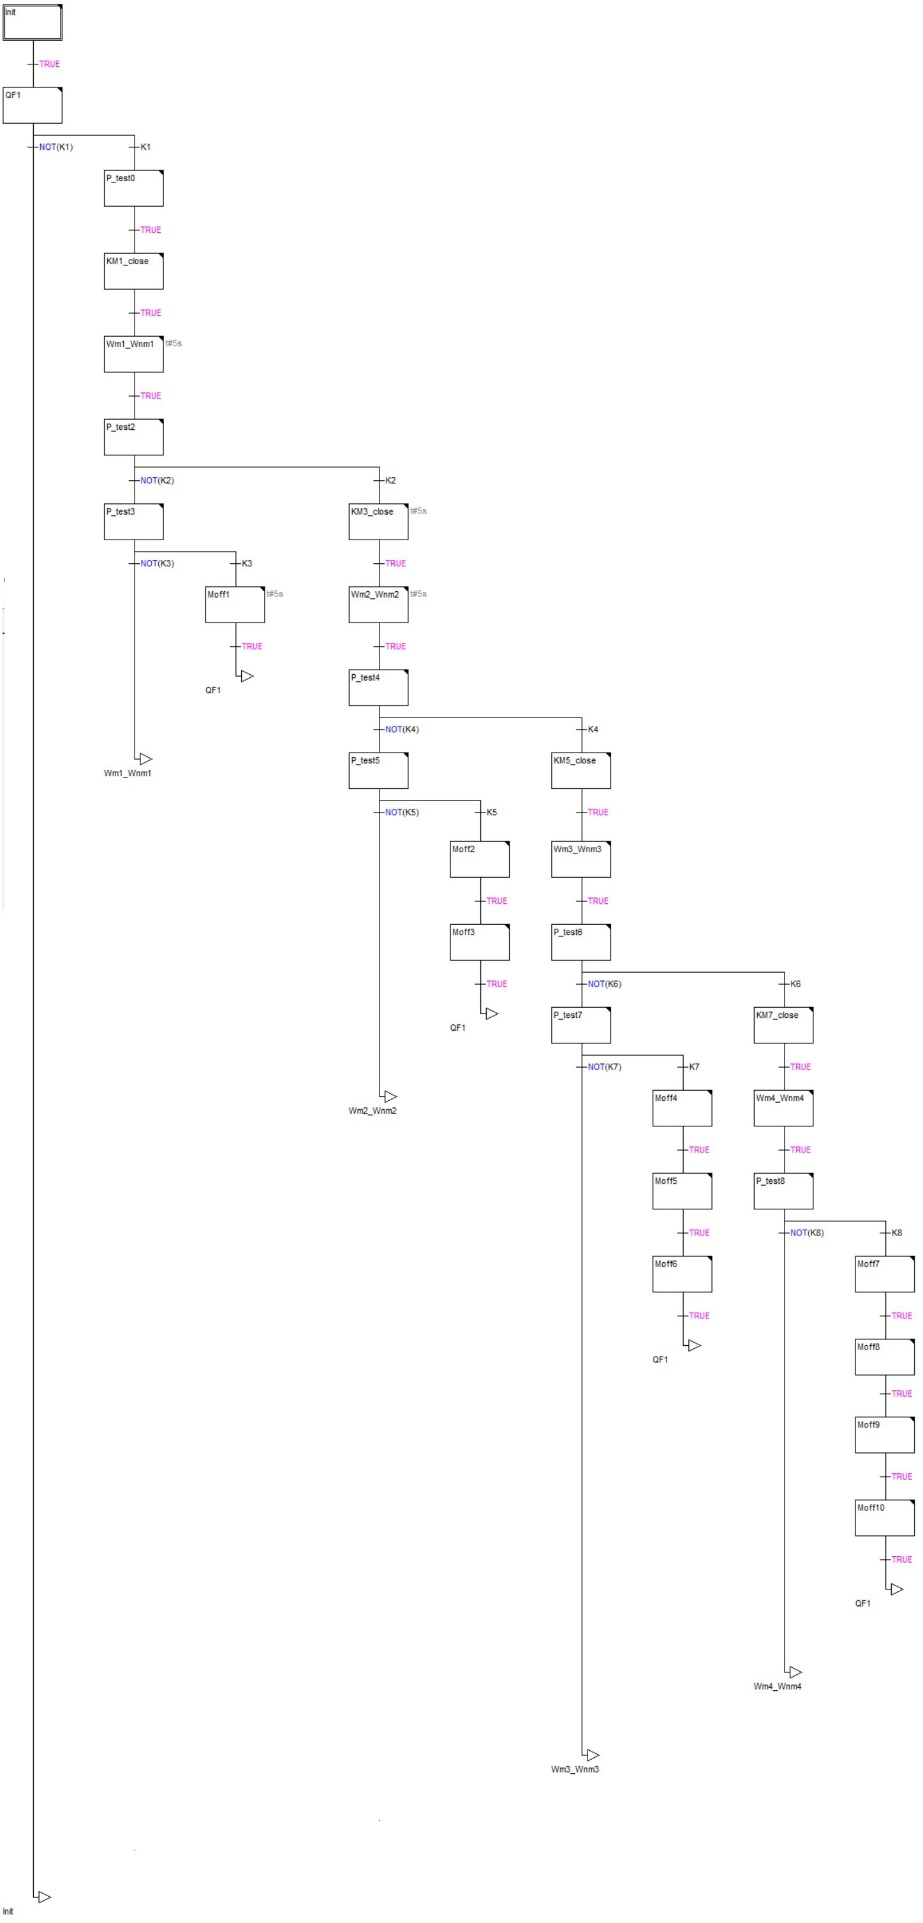 Init
TRUE
QF1
NOT(K1) K1
P_test0
TRUE
KM1_close
TRUE
Wm1_Wnm1 t#5s
TRUE
P_test2
NOT(K2) K2
P_test3 KM3_close t#5s
NOT(K3) K3 TRUE
Moff1 t#5s Wm2_Wnm2 t#5s
TRUE TRUE
QF1 P_test4
NOT(K4) K4
P_test5 KM5_close
Wm1_Wnm1
NOT(K5) K5 TRUE
Moff2 Wm3_Wnm3
TRUE TRUE
Moff3 P_test6
TRUE NOT(K6) K6
P_test7 KM7_close
QF1
NOT(K7) K7 TRUE
Moff4 Wm4_Wnm4
Wm2_Wnm2
TRUE TRUE
Moff5 P_test8
TRUE NOT(K8) K8
Moff6 Moff7
TRUE TRUE
Moff8
QF1
TRUE
Moff9
TRUE
Moff10
TRUE
QF1
Wm4_Wnm4
Wm3_Wnm3
Init